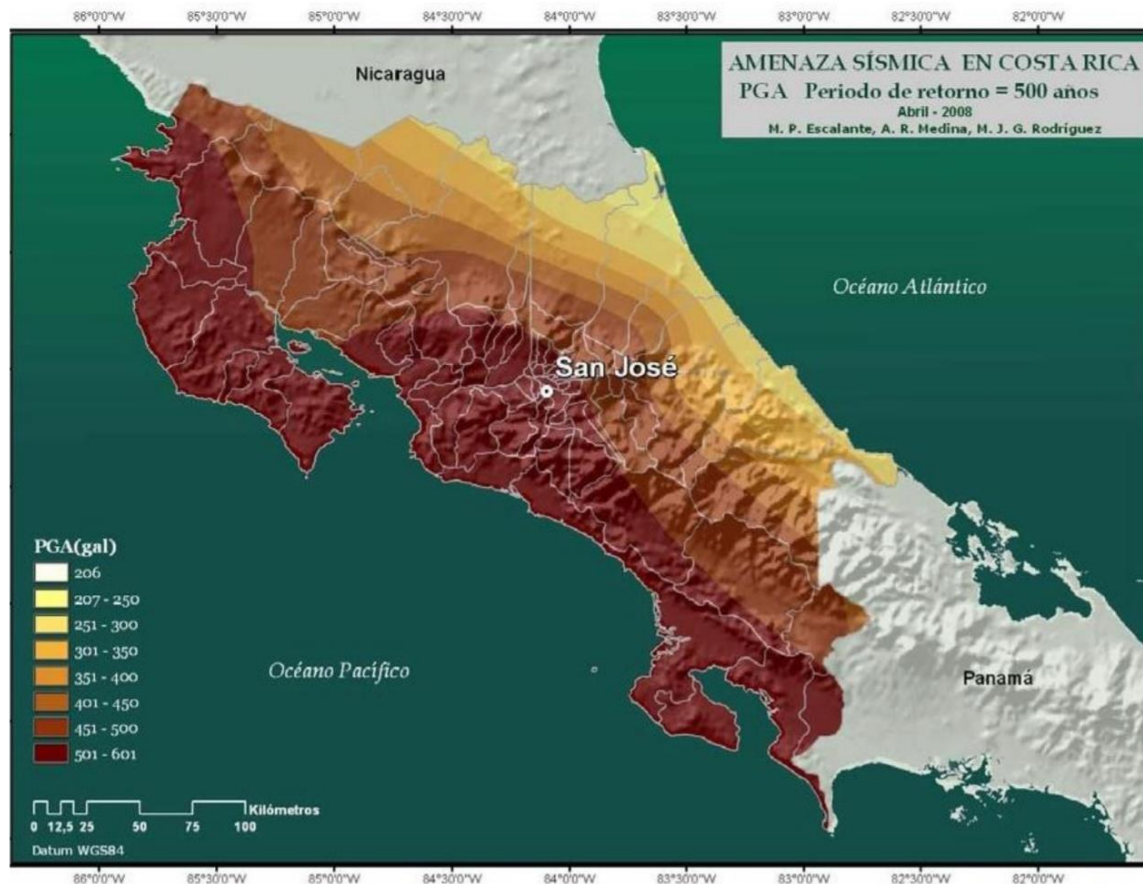 86°0'0"W 85°30'0"W 85°0'0"W 84°30'0"W 84°0'0"W 83°30'0"W 83°0'0"W 82°30'0"W 82°0'0"W
AMENAZA SÍSMICA EN COSTA RICA
PGA Periodo de retorno = 500 años
Abril - 2008
M. P. Escalante, A. R. Medina, M. J. G. Rodríguez
Nicaragua
Océano Atlántico
San José
Océano Pacífico
Panamá
PGA(gal)
206
207 - 250
251 - 300
301 - 350
351 - 400
401 - 450
451 - 500
501 - 601
Kilómetros
0 12,5 25 50 75 100
Datum WGS84
86°0'0"W 85°30'0"W 85°0'0"W 84°30'0"W 84°0'0"W 83°30'0"W 83°0'0"W 82°30'0"W 82°0'0"W